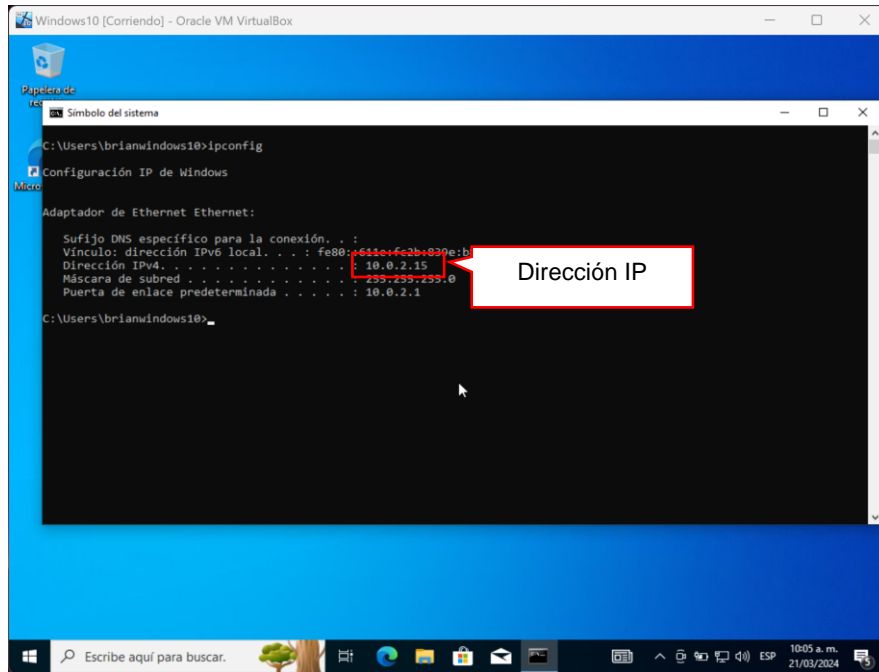 Windows10 [Corriendo] - Oracle VM VirtualBox
Papelera de
Símbolo del sistema
C:\Users\brianwindows10>ipconfig
Configuración IP de Windows
Adaptador de Ethernet Ethernet:
Sufijo DNS específico para la conexión. . :
Vínculo: dirección IPv6 local. . . : fe80::611e:fc2b:839e:b
Dirección IPv4. . . . . . . . . . . . . . : 10.0.2.15
Máscara de subred . . . . . . . . . . . . : 255.255.255.0
Puerta de enlace predeterminada . . . . . : 10.0.2.1
Dirección IP
C:\Users\brianwindows10>
Escribe aquí para buscar.
ESP
10:05 a. m.
21/03/2024